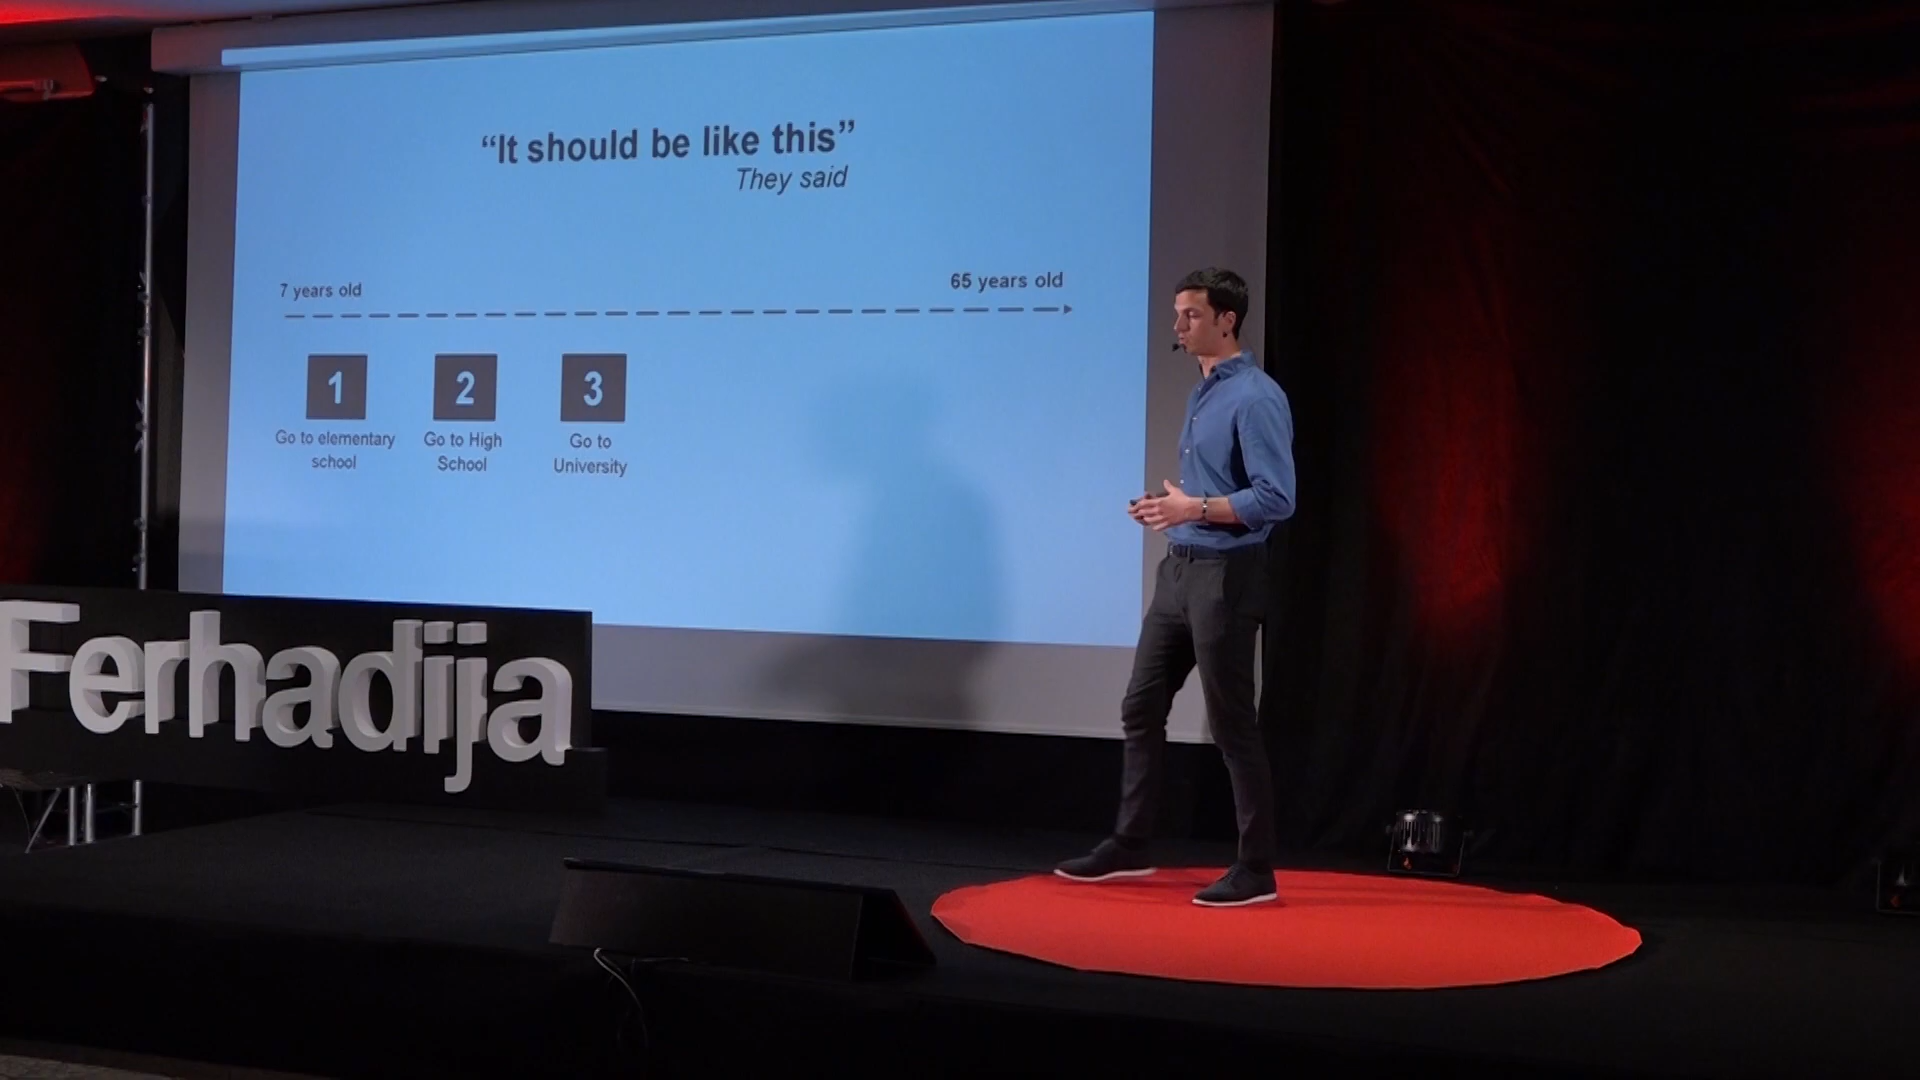 “It should be like this”
They said
7 years old
65 years old
1
2
3
Go to elementary
school
Go to High
School
Go to
University
Ferhadija